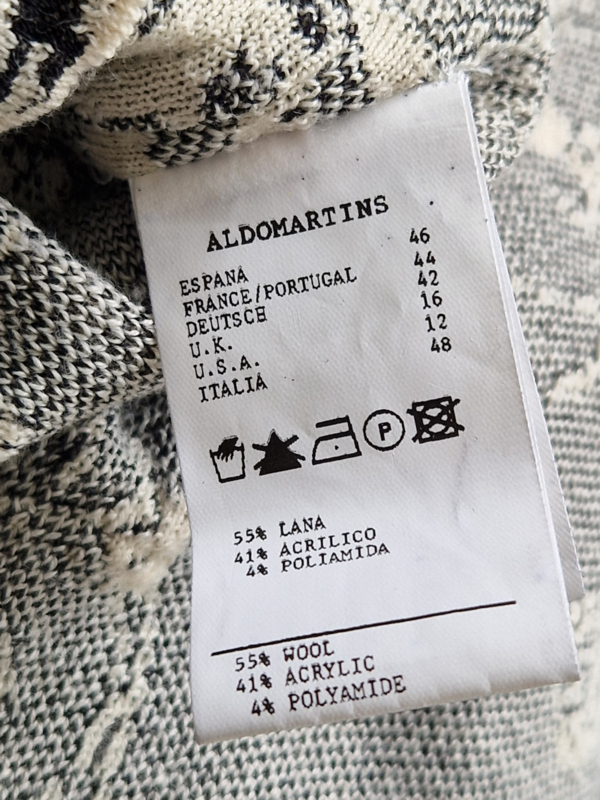 ALDOMARTINS
ESPANA 46
FRANCE/PORTUGAL 44
DEUTSCH 42
U.K. 16
U.S.A. 12
ITALIA 48
P
55% LANA
41% ACRILICO
4% POLIAMIDA
55% WOOL
41% ACRYLIC
4% POLYAMIDE